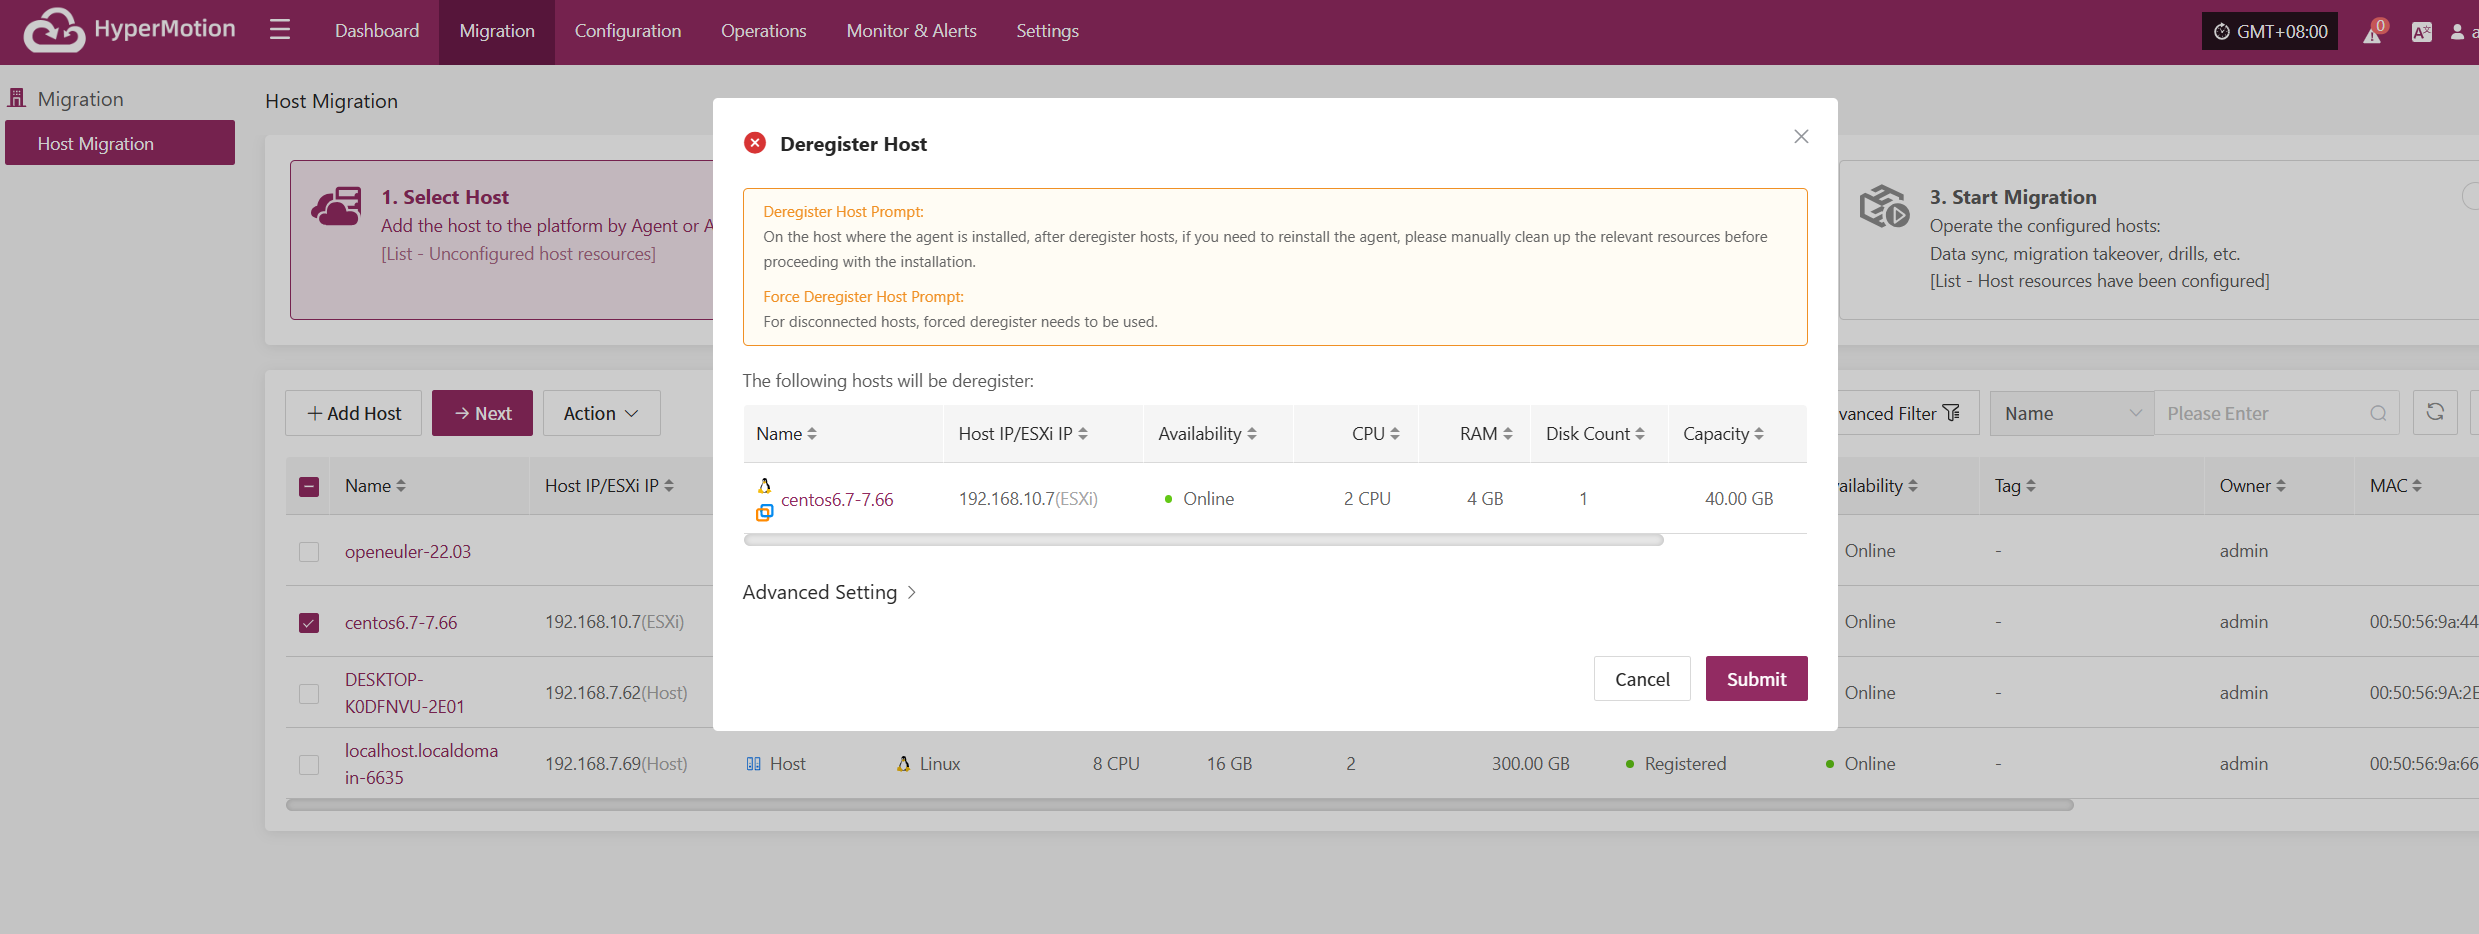 HyperMotion
Dashboard
Migration
Configuration
Operations
Monitor & Alerts
Settings
GMT+08:00
0
Migration
Host Migration
Host Migration
1. Select Host
Add the host to the platform by Agent or A
[List - Unconfigured host resources]
3. Start Migration
Operate the configured hosts:
Data sync, migration takeover, drills, etc.
[List - Host resources have been configured]
Deregister Host
Deregister Host Prompt:
On the host where the agent is installed, after deregister hosts, if you need to reinstall the agent, please manually clean up the relevant resources before
proceeding with the installation.
Force Deregister Host Prompt:
For disconnected hosts, forced deregister needs to be used.
The following hosts will be deregister:
Name Host IP/ESXi IP Availability CPU RAM Disk Count Capacity
centos6.7-7.66 192.168.10.7(ESXi) Online 2 CPU 4 GB 1 40.00 GB
Advanced Setting
Cancel Submit
Add Host Next Action
vanced Filter Name Please Enter
Name Host IP/ESXi IP ailability Tag Owner MAC
openeuler-22.03 Online - admin
centos6.7-7.66 192.168.10.7(ESXi) Online - admin 00:50:56:9a:44
DESKTOP-
K0DFNVU-2E01 192.168.7.62(Host) Online - admin 00:50:56:9A:2E
localhost.localdoma
in-6635 192.168.7.69(Host) Host Linux 8 CPU 16 GB 2 300.00 GB Registered Online - admin 00:50:56:9a:66